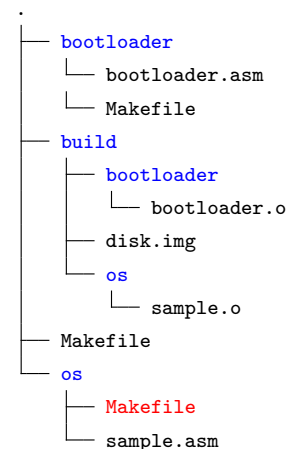 .
├── bootloader
│   └── bootloader.asm
│   └── Makefile
├── build
│   ├── bootloader
│   │   └── bootloader.o
│   ├── disk.img
│   └── os
│       └── sample.o
├── Makefile
└── os
    ├── Makefile
    └── sample.asm